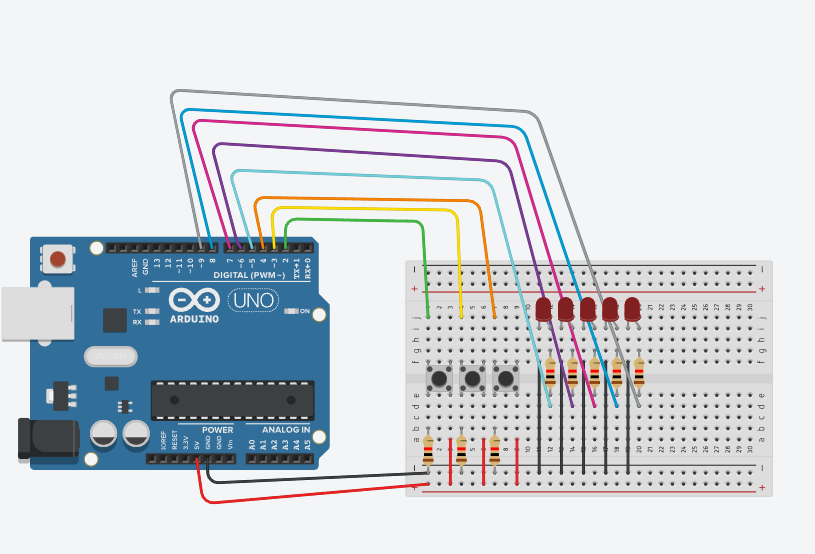 AREF
GND
13
12
~11
~10
~9
8
7
~6
~5
4
~3
2
TX→1
RX←0
DIGITAL (PWM~)
L
TX
RX
UNO
ARDUINO
ON
POWER
ANALOG IN
IOREF
RESET
3.3V
5V
GND
GND
Vin
A0
A1
A2
A3
A4
A5
j
i
h
g
f
e
d
c
b
a